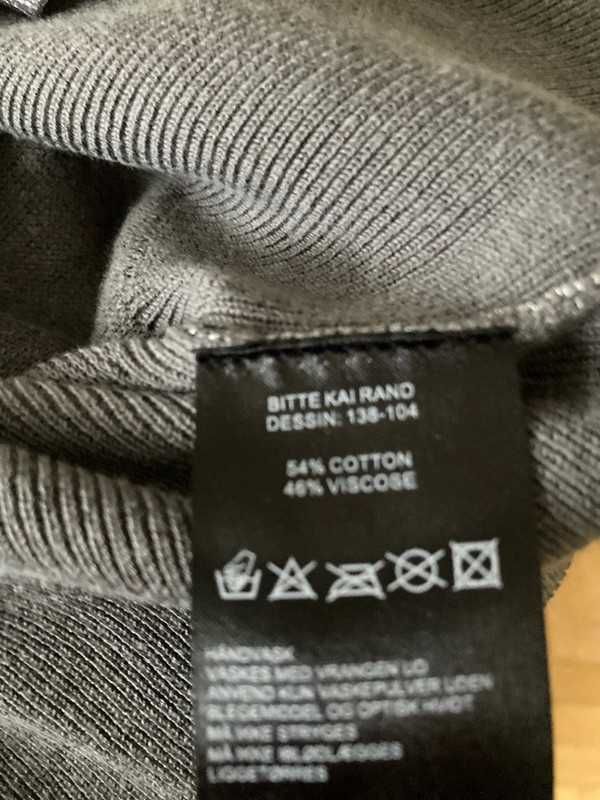 BITTE KAI RAND
DESSIN: 138-104
54% COTTON
46% VISCOSE
HÅNDVASK
VASKES MED VRANGEN UD
ANVEND KUN VASKEPULVER UDEN
BLEGEMIDDEL OG OPTISK HVIDT
MÅ IKKE STRYGES
MÅ IKKE IBLØDLÆGGES
LIGGETØRRES